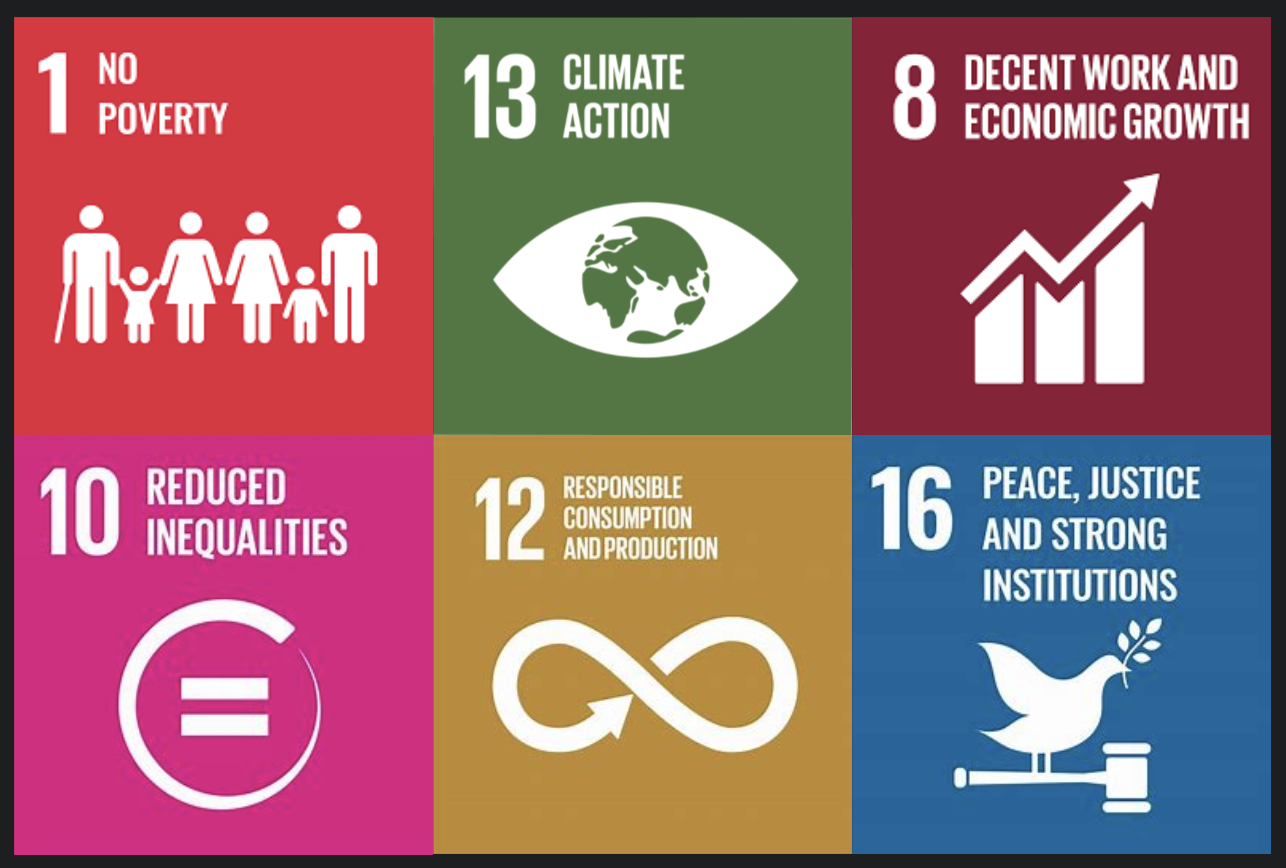 1 NO
POVERTY
13 CLIMATE
ACTION
8 DECENT WORK AND
ECONOMIC GROWTH
10 REDUCED
INEQUALITIES
12 RESPONSIBLE
CONSUMPTION
AND PRODUCTION
16 PEACE, JUSTICE
AND STRONG
INSTITUTIONS